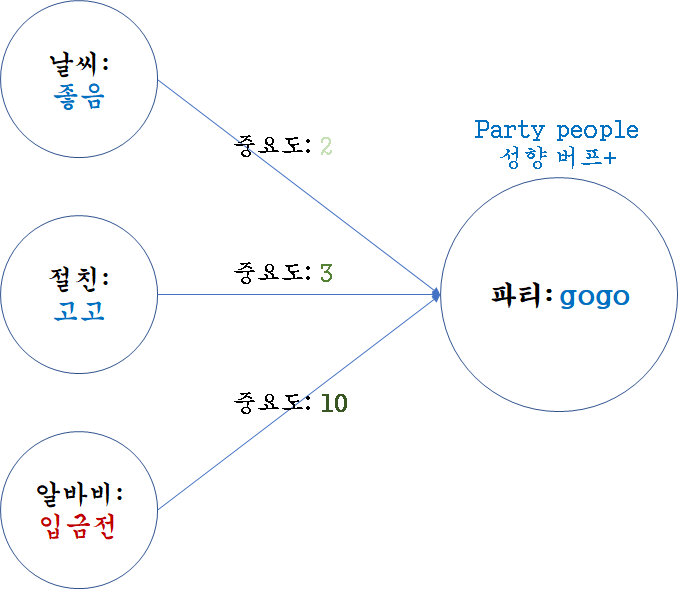 날씨:
좋음
중요도: 2
Party people
성향 버프+
절친:
고고
중요도: 3
파티: gogo
중요도: 10
알바비:
입금전